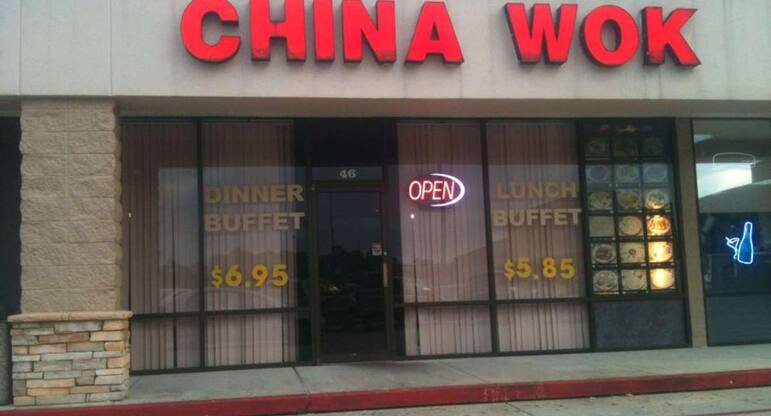 CHINA WOK
46
DINNER
BUFFET
$6.95
OPEN
LUNCH
BUFFET
$5.85